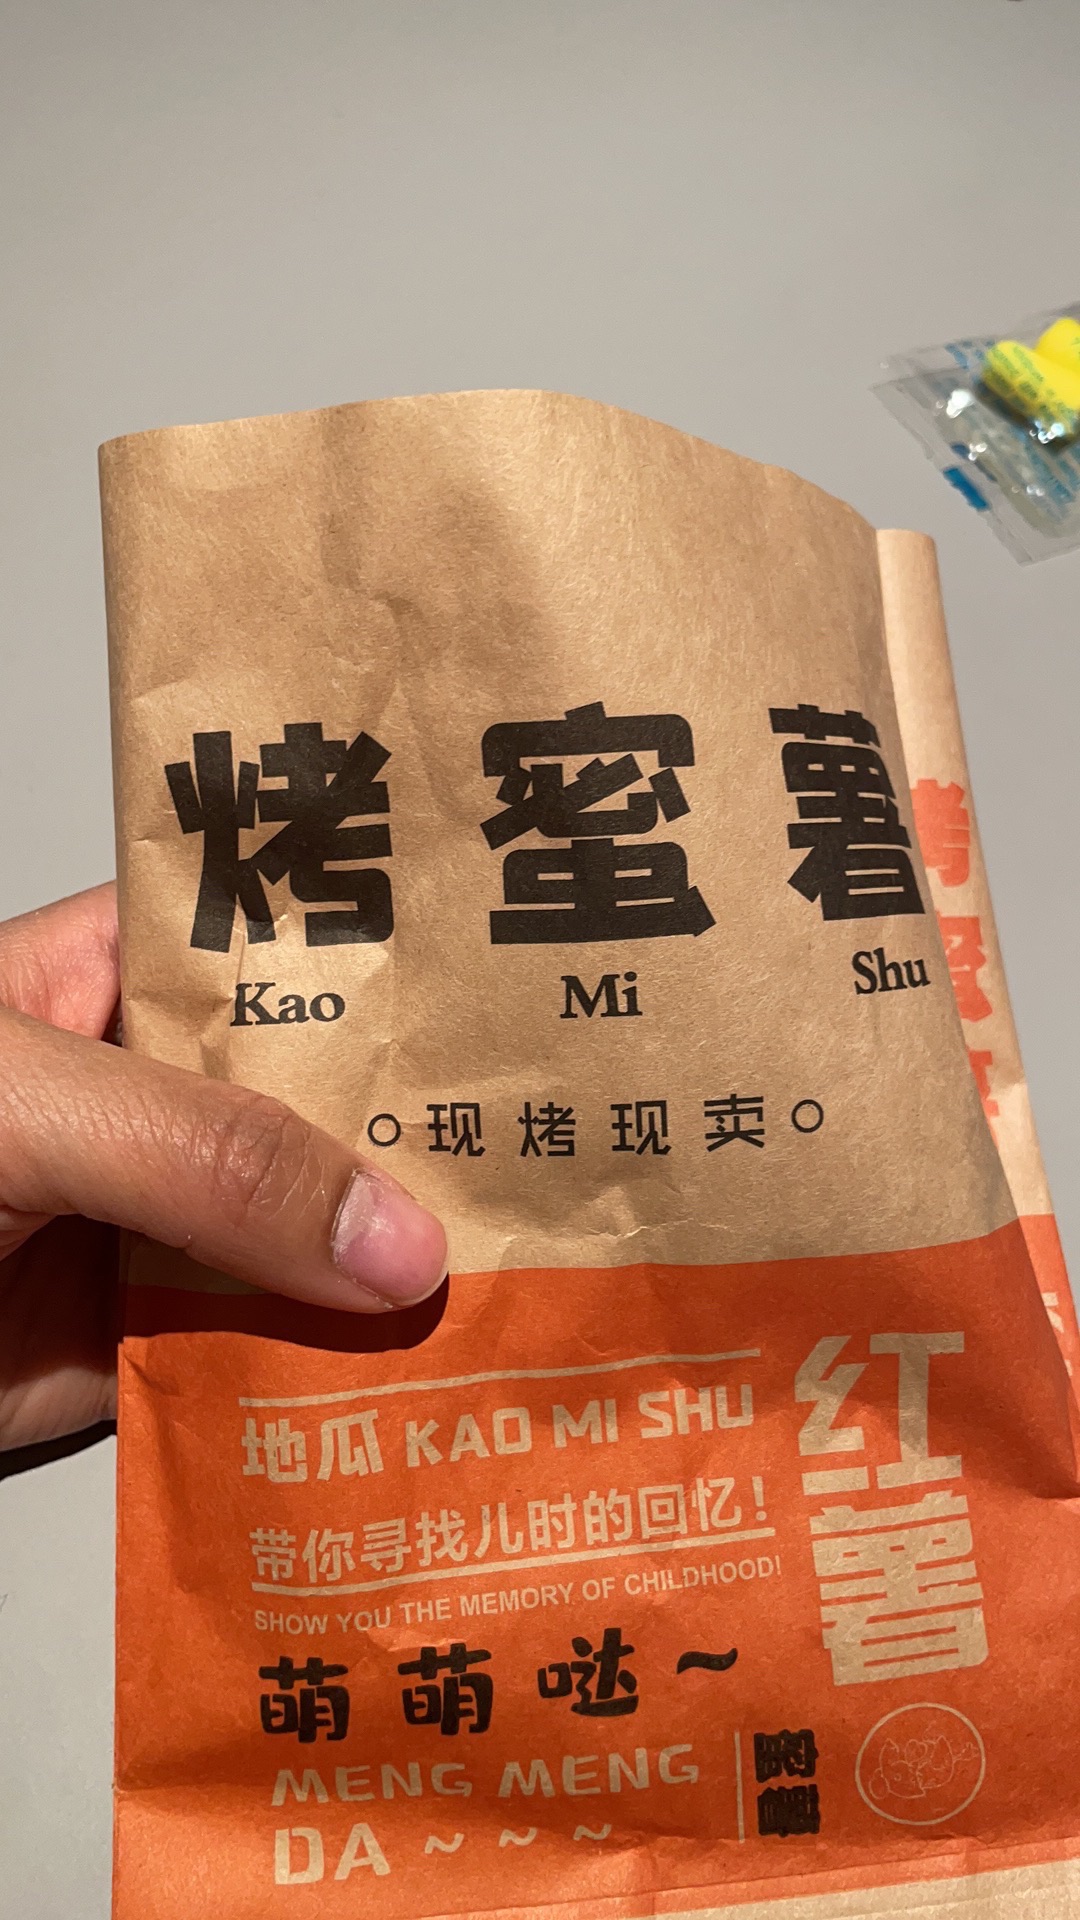 烤 蜜 薯
Kao Mi Shu
现 烤 现 卖
红薯
地瓜 KAO MI SHU
带你寻找儿时的回忆！
SHOW YOU THE MEMORY OF CHILDHOOD!
萌 萌 哒 ~
MENG MENG
DA ~ ~ ~
蜜薯